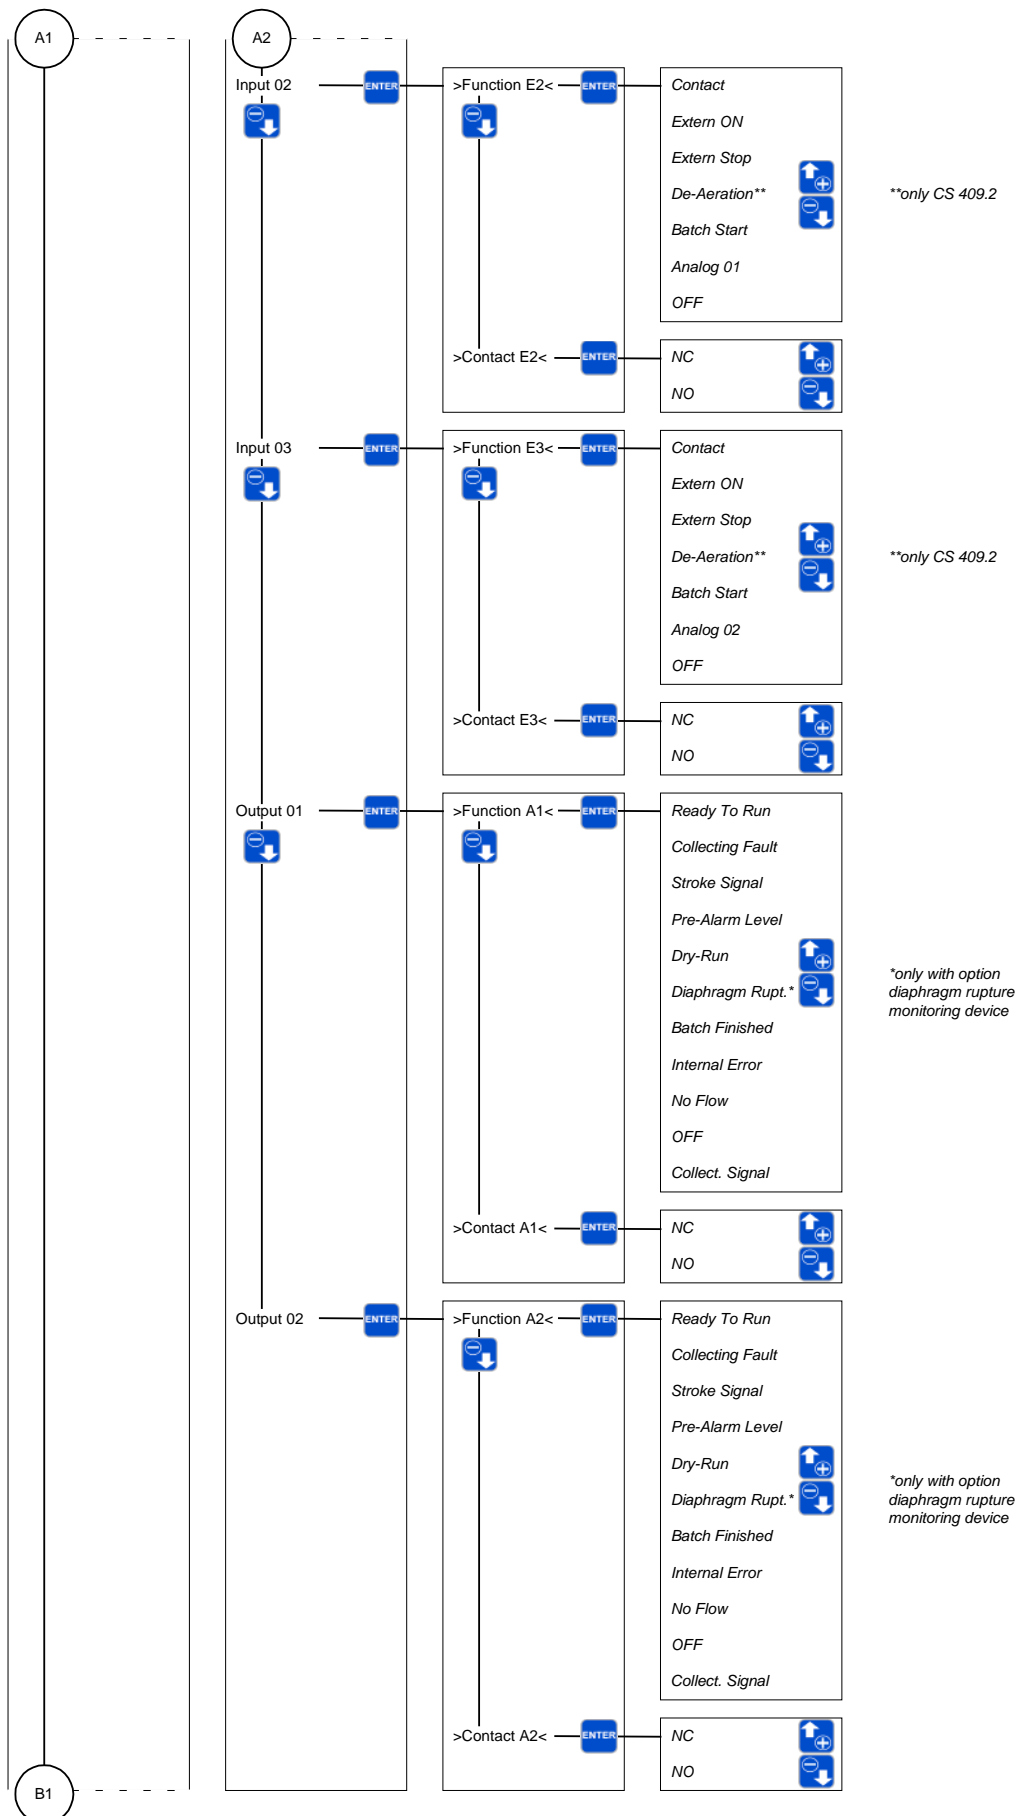 A1
A2
Input 02
ENTER
>Function E2<
ENTER
Contact
Extern ON
Extern Stop
De-Aeration**
**only CS 409.2
Batch Start
Analog 01
OFF
>Contact E2<
ENTER
NC
NO
Input 03
ENTER
>Function E3<
ENTER
Contact
Extern ON
Extern Stop
De-Aeration**
**only CS 409.2
Batch Start
Analog 02
OFF
>Contact E3<
ENTER
NC
NO
Output 01
ENTER
>Function A1<
ENTER
Ready To Run
Collecting Fault
Stroke Signal
Pre-Alarm Level
Dry-Run
Diaphragm Rupt.*
*only with option
diaphragm rupture
monitoring device
Batch Finished
Internal Error
No Flow
OFF
Collect. Signal
>Contact A1<
ENTER
NC
NO
Output 02
ENTER
>Function A2<
ENTER
Ready To Run
Collecting Fault
Stroke Signal
Pre-Alarm Level
Dry-Run
Diaphragm Rupt.*
*only with option
diaphragm rupture
monitoring device
Batch Finished
Internal Error
No Flow
OFF
Collect. Signal
>Contact A2<
ENTER
NC
NO
B1